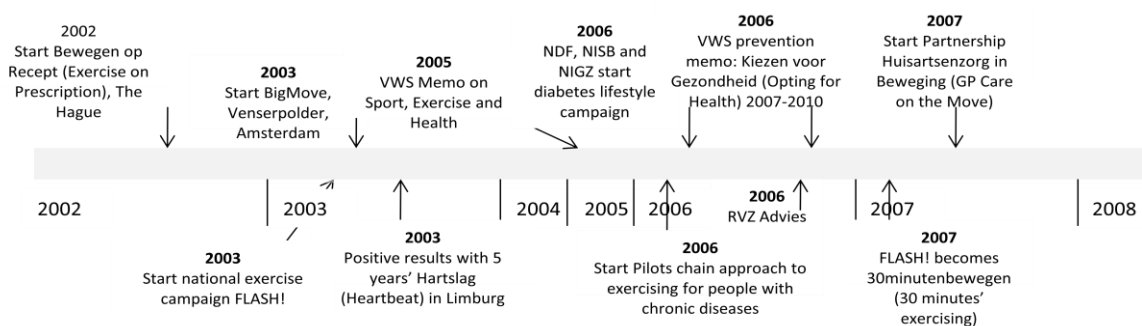 2002
Start Bewegen op
Recept (Exercise on
Prescription), The
Hague
2003
Start BigMove,
Venserpolder,
Amsterdam
2005
VWS Memo on
Sport, Exercise and
Health
2006
NDF, NISB and
NIGZ start
diabetes lifestyle
campaign
2006
VWS prevention
memo: Kiezen voor
Gezondheid (Opting for
Health) 2007-2010
2007
Start Partnership
Huisartsenzorg in
Beweging (GP Care
on the Move)
2002
2003
2004
2005
2006
2007
2008
2003
Start national exercise
campaign FLASH!
2003
Positive results with 5
years’ Hartslag
(Heartbeat) in Limburg
2006
Start Pilots chain approach to
exercising for people with
chronic diseases
2006
RVZ Advies
2007
FLASH! becomes
30minutenbewegen
(30 minutes’
exercising)